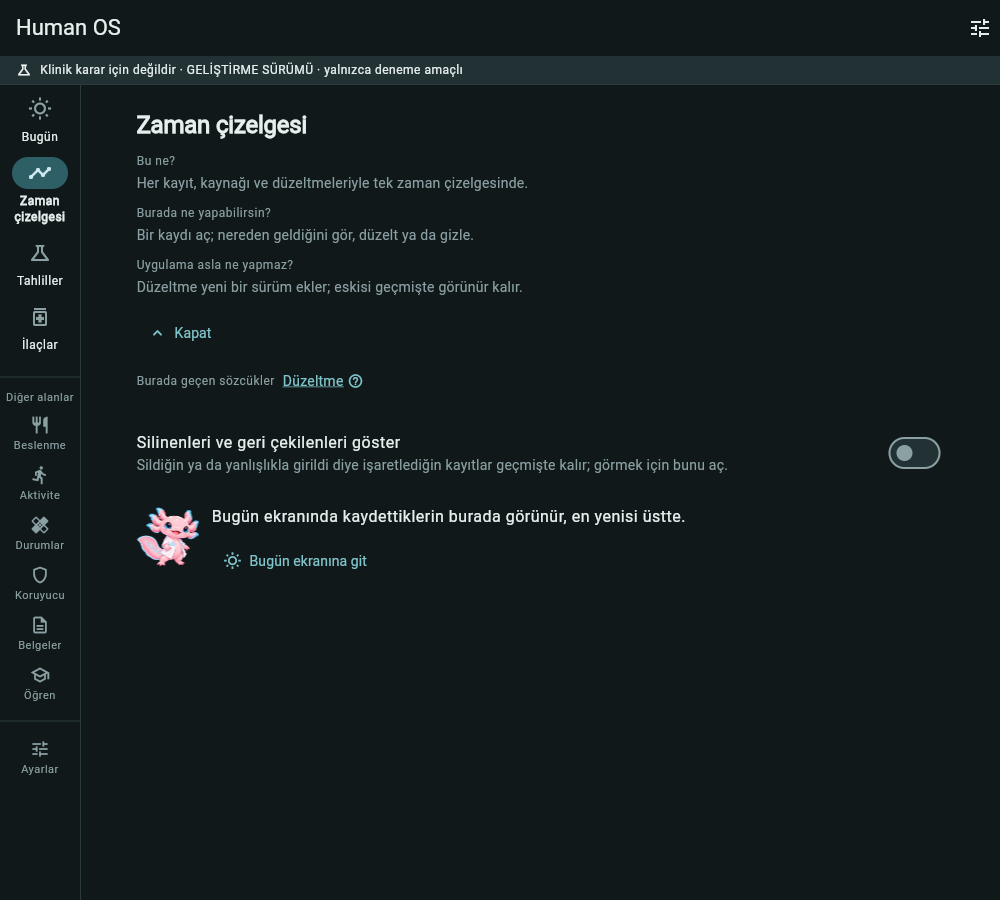 Human OS
Klinik karar için değildir · GELİŞTİRME SÜRÜMÜ · yalnızca deneme amaçlı
Bugün
Zaman
çizelgesi
Tahliller
İlaçlar
Diğer alanlar
Beslenme
Aktivite
Durumlar
Koruyucu
Belgeler
Öğren
Ayarlar
Zaman çizelgesi
Bu ne?
Her kayıt, kaynağı ve düzeltmeleriyle tek zaman çizelgesinde.
Burada ne yapabilirsin?
Bir kaydı aç; nereden geldiğini gör, düzelt ya da gizle.
Uygulama asla ne yapmaz?
Düzeltme yeni bir sürüm ekler; eskisi geçmişte görünür kalır.
Kapat
Burada geçen sözcükler Düzeltme
Silinenleri ve geri çekilenleri göster
Sildiğin ya da yanlışlıkla girildi diye işaretlediğin kayıtlar geçmişte kalır; görmek için bunu aç.
Bugün ekranında kaydettiklerin burada görünür, en yenisi üstte.
Bugün ekranına git